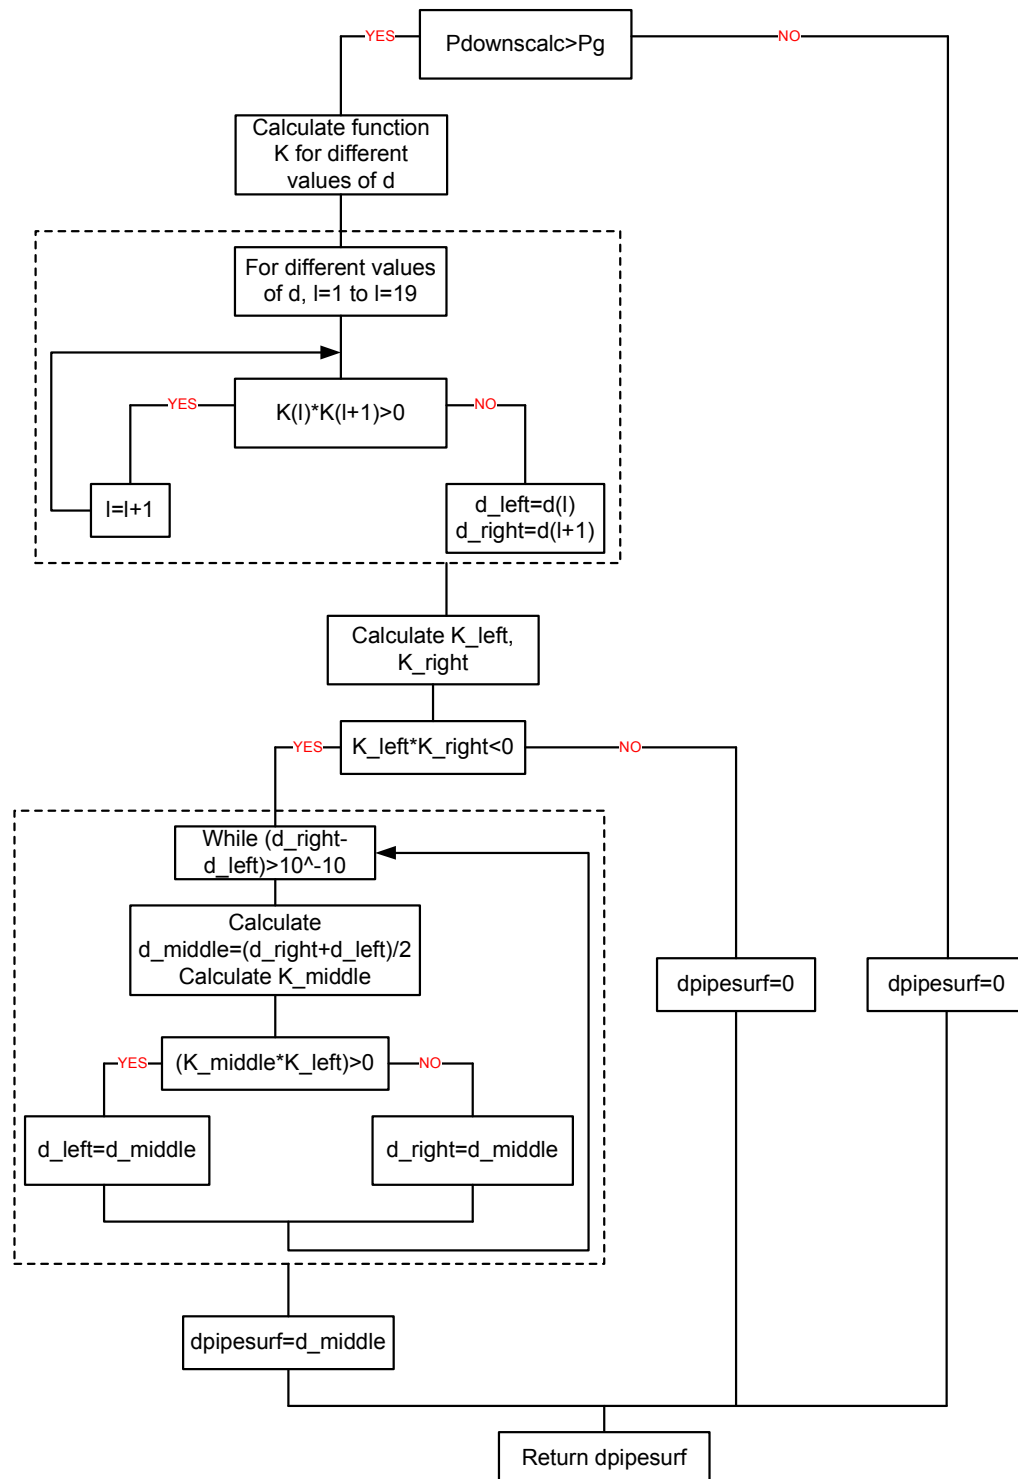 Pdownscalc>Pg
YES
NO
Calculate function
K for different
values of d
For different values
of d, l=1 to l=19
K(l)*K(l+1)>0
YES
NO
l=l+1
d_left=d(l)
d_right=d(l+1)
Calculate K_left,
K_right
K_left*K_right<0
YES
NO
While (d_right-
d_left)>10^-10
Calculate
d_middle=(d_right+d_left)/2
Calculate K_middle
dpipesurf=0
dpipesurf=0
(K_middle*K_left)>0
YES
NO
d_left=d_middle
d_right=d_middle
dpipesurf=d_middle
Return dpipesurf